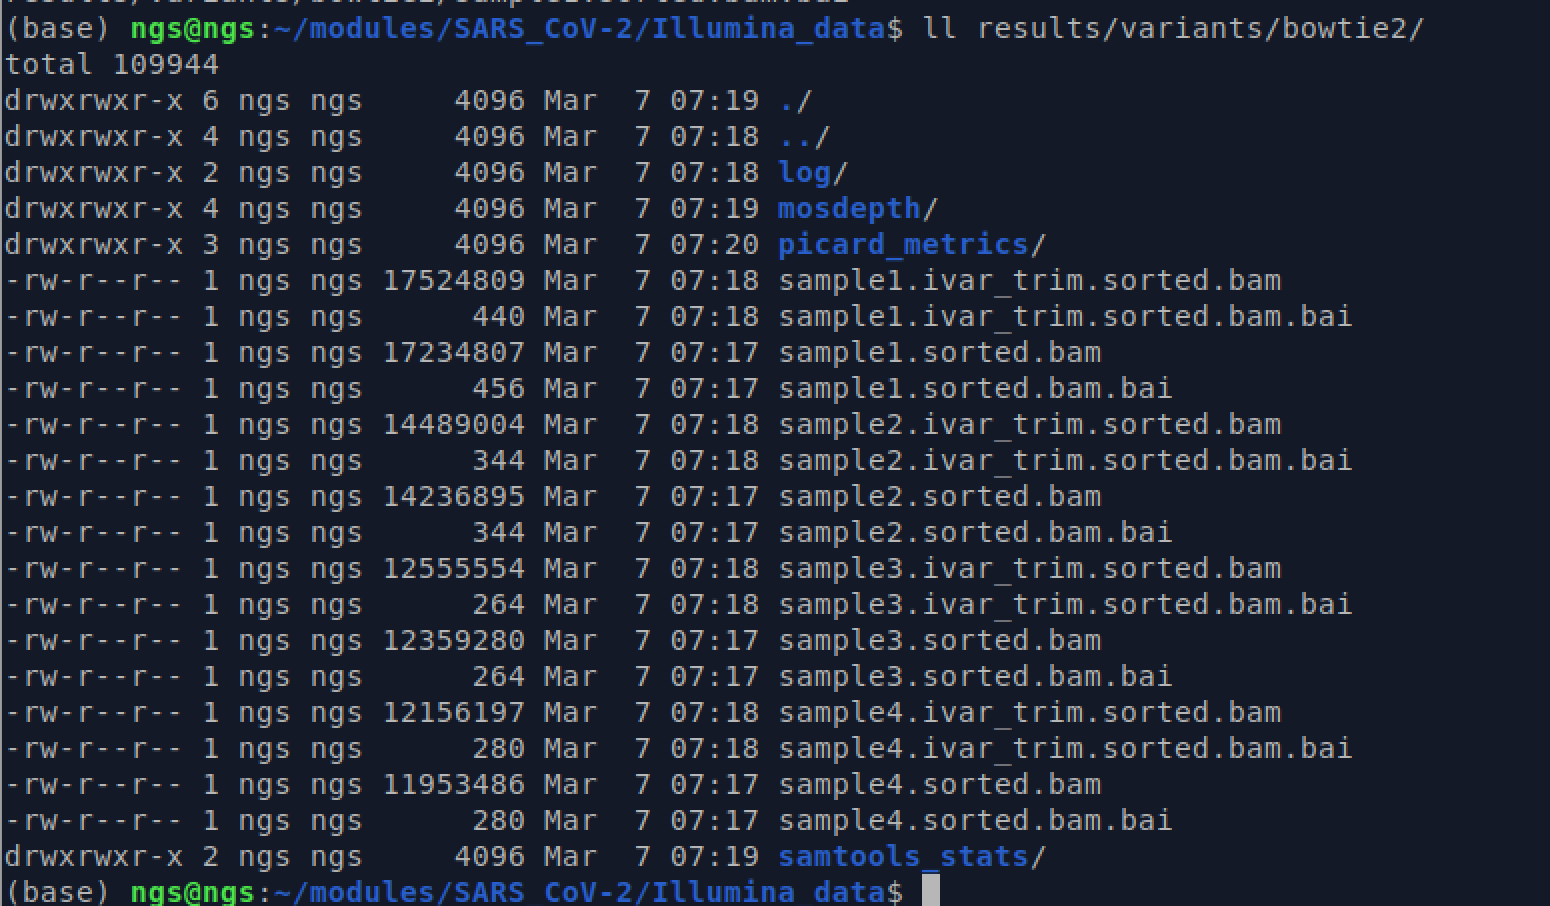 results/variants/bowtie2/sample2.sorted.bam.bai
(base) ngs@ngs:~/modules/SARS_CoV-2/Illumina_data$ ll results/variants/bowtie2/
total 109944
drwxrwxr-x 6 ngs ngs     4096 Mar  7 07:19 ./
drwxrwxr-x 4 ngs ngs     4096 Mar  7 07:18 ../
drwxrwxr-x 2 ngs ngs     4096 Mar  7 07:18 log/
drwxrwxr-x 4 ngs ngs     4096 Mar  7 07:19 mosdepth/
drwxrwxr-x 3 ngs ngs     4096 Mar  7 07:20 picard_metrics/
-rw-r--r-- 1 ngs ngs 17524809 Mar  7 07:18 sample1.ivar_trim.sorted.bam
-rw-r--r-- 1 ngs ngs      440 Mar  7 07:18 sample1.ivar_trim.sorted.bam.bai
-rw-r--r-- 1 ngs ngs 17234807 Mar  7 07:17 sample1.sorted.bam
-rw-r--r-- 1 ngs ngs      456 Mar  7 07:17 sample1.sorted.bam.bai
-rw-r--r-- 1 ngs ngs 14489004 Mar  7 07:18 sample2.ivar_trim.sorted.bam
-rw-r--r-- 1 ngs ngs      344 Mar  7 07:18 sample2.ivar_trim.sorted.bam.bai
-rw-r--r-- 1 ngs ngs 14236895 Mar  7 07:17 sample2.sorted.bam
-rw-r--r-- 1 ngs ngs      344 Mar  7 07:17 sample2.sorted.bam.bai
-rw-r--r-- 1 ngs ngs 12555554 Mar  7 07:18 sample3.ivar_trim.sorted.bam
-rw-r--r-- 1 ngs ngs      264 Mar  7 07:18 sample3.ivar_trim.sorted.bam.bai
-rw-r--r-- 1 ngs ngs 12359280 Mar  7 07:17 sample3.sorted.bam
-rw-r--r-- 1 ngs ngs      264 Mar  7 07:17 sample3.sorted.bam.bai
-rw-r--r-- 1 ngs ngs 12156197 Mar  7 07:18 sample4.ivar_trim.sorted.bam
-rw-r--r-- 1 ngs ngs      280 Mar  7 07:18 sample4.ivar_trim.sorted.bam.bai
-rw-r--r-- 1 ngs ngs 11953486 Mar  7 07:17 sample4.sorted.bam
-rw-r--r-- 1 ngs ngs      280 Mar  7 07:17 sample4.sorted.bam.bai
drwxrwxr-x 2 ngs ngs     4096 Mar  7 07:19 samtools_stats/
(base) ngs@ngs:~/modules/SARS_CoV-2/Illumina_data$